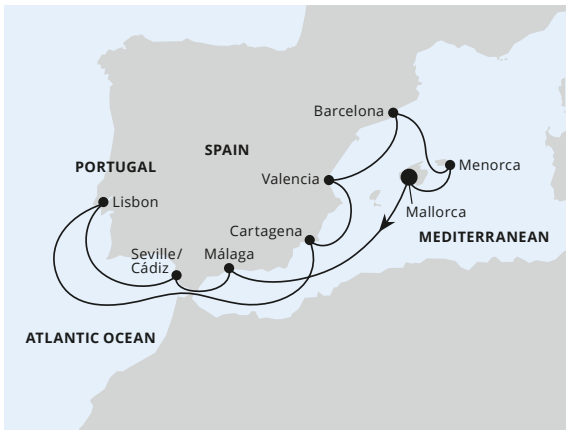 Barcelona
SPAIN
PORTUGAL
Menorca
Valencia
Lisbon
Mallorca
Cartagena
MEDITERRANEAN
Seville/
Cádiz
Málaga
ATLANTIC OCEAN